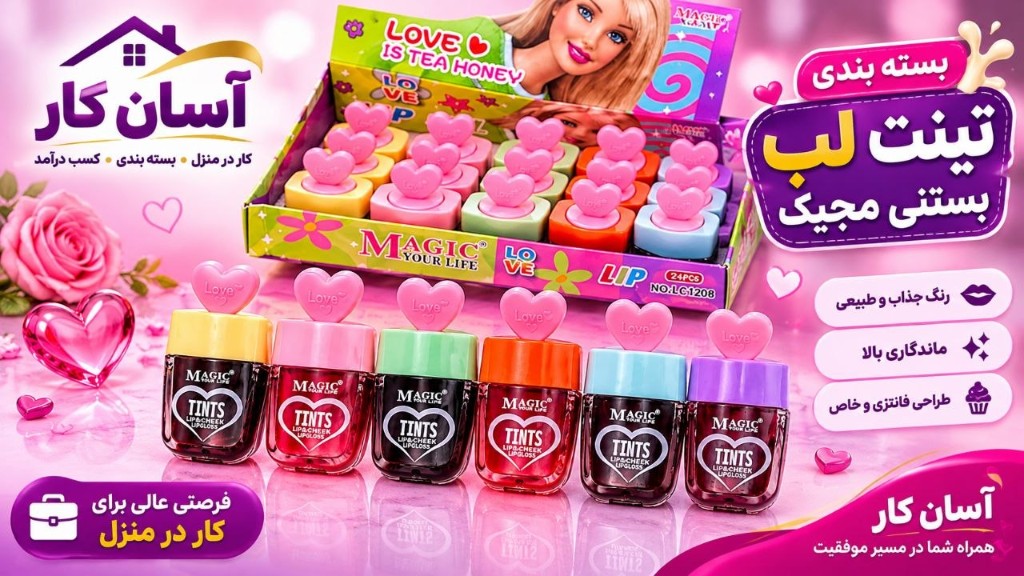 آسان کار
کار در منزل • بسته بندی • کسب درآمد
LOVE
IS TEA HONEY
MAGIC
LOVE
MAGIC®
YOUR LIFE
LOVE
LIP
24PCS
NO:LC1208
بسته بندی
تینت لب
بستنی مجیک
رنگ جذاب و طبیعی
ماندگاری بالا
طراحی فانتزی و خاص
Love
Love
Love
Love
Love
Love
MAGIC®
YOUR LIFE
TINTS
LIP&CHEEK
LIPGLOSS
MAGIC®
YOUR LIFE
TINTS
LIP&CHEEK
LIPGLOSS
MAGIC®
YOUR LIFE
TINTS
LIP&CHEEK
LIPGLOSS
MAGIC®
YOUR LIFE
TINTS
LIP&CHEEK
LIPGLOSS
MAGIC®
YOUR LIFE
TINTS
LIP&CHEEK
LIPGLOSS
MAGIC®
YOUR LIFE
TINTS
LIP&CHEEK
LIPGLOSS
فرصتی عالی برای
کار در منزل
آسان کار
همراه شما در مسیر موفقیت